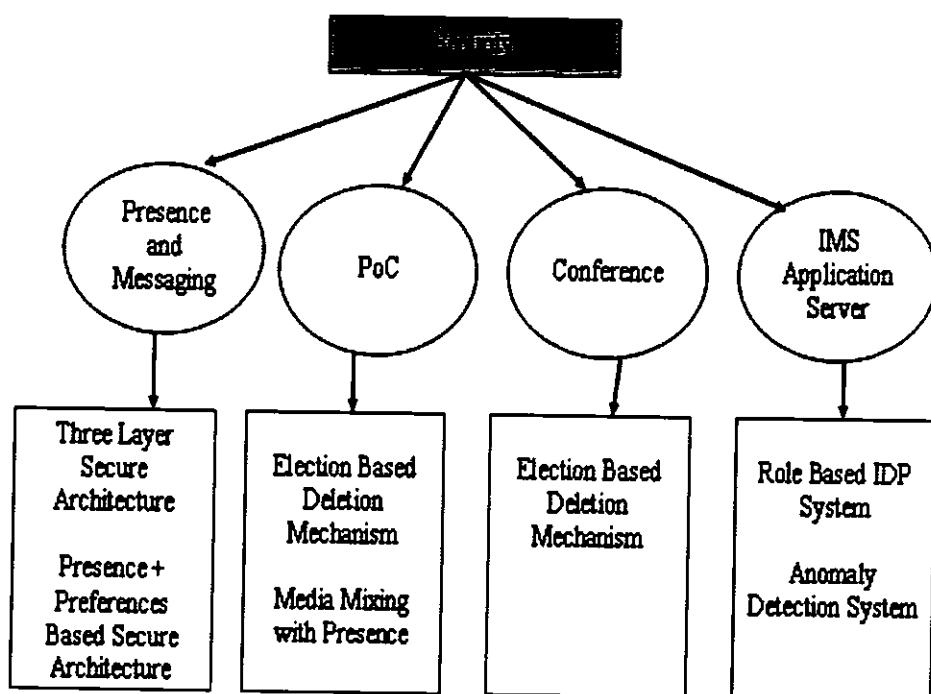 Security
Presence
and
Messaging
PoC
Conference
IMS
Application
Server
Three Layer
Secure
Architecture
Presence +
Preferences
Based Secure
Architecture
Election Based
Deletion
Mechanism
Media Mixing
with Presence
Election Based
Deletion
Mechanism
Role Based IDP
System
Anomaly
Detection System